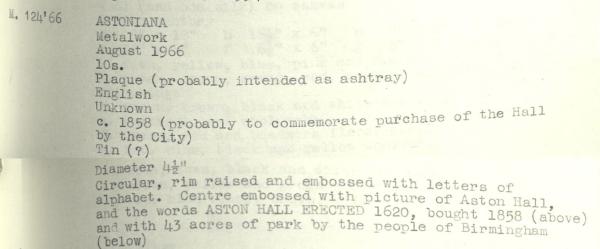 M. 124'66
ASTONIANA
Metalwork
August 1966
10s.
Plaque (probably intended as ashtray)
English
Unknown
c. 1858 (probably to commemorate purchase of the Hall
by the City)
Tin (?)
Diameter 4½"
Circular, rim raised and embossed with letters of
alphabet. Centre embossed with picture of Aston Hall,
and the words ASTON HALL ERECTED 1620, bought 1858 (above)
and with 43 acres of park by the people of Birmingham
(below)